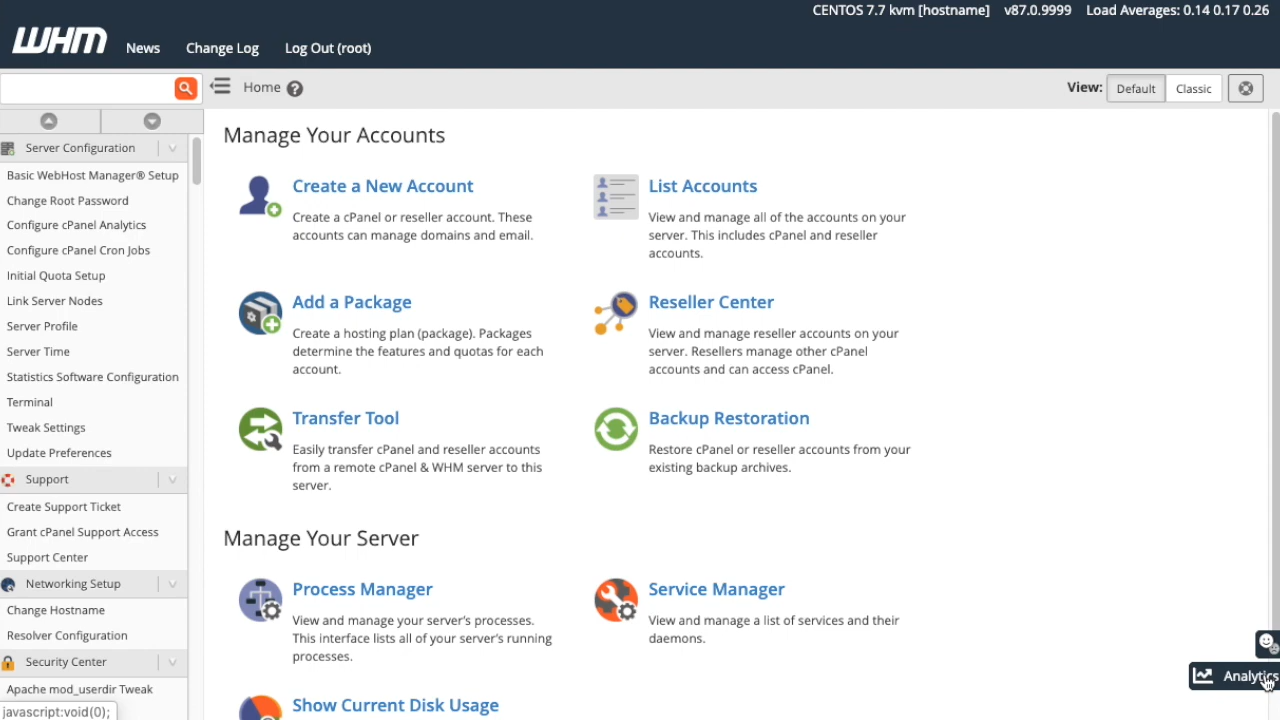 CENTOS 7.7 kvm [hostname] v87.0.9999 Load Averages: 0.14 0.17 0.26
WHM News Change Log Log Out (root)
Home ? View: Default Classic
Server Configuration
Basic WebHost Manager® Setup
Change Root Password
Configure cPanel Analytics
Configure cPanel Cron Jobs
Initial Quota Setup
Link Server Nodes
Server Profile
Server Time
Statistics Software Configuration
Terminal
Tweak Settings
Update Preferences
Support
Create Support Ticket
Grant cPanel Support Access
Support Center
Networking Setup
Change Hostname
Resolver Configuration
Security Center
Apache mod_userdir Tweak
javascript:void(0);
Manage Your Accounts
Create a New Account
Create a cPanel or reseller account. These
accounts can manage domains and email.
List Accounts
View and manage all of the accounts on your
server. This includes cPanel and reseller
accounts.
Add a Package
Create a hosting plan (package). Packages
determine the features and quotas for each
account.
Reseller Center
View and manage reseller accounts on your
server. Resellers manage other cPanel
accounts and can access cPanel.
Transfer Tool
Easily transfer cPanel and reseller accounts
from a remote cPanel & WHM server to this
server.
Backup Restoration
Restore cPanel or reseller accounts from your
existing backup archives.
Manage Your Server
Process Manager
View and manage your server's processes.
This interface lists all of your server's running
processes.
Service Manager
View and manage a list of services and their
daemons.
Show Current Disk Usage
Analytics